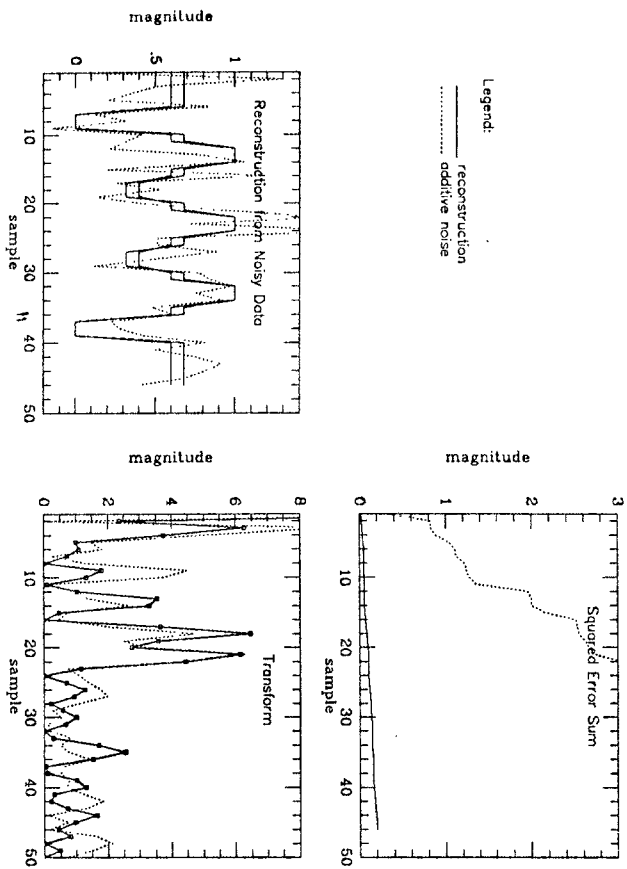 Legend:
reconstruction
additive noise
magnitude
0
.5
1
Reconstruction from Noisy Data
10
20
30
40
50
sample
magnitude
0
1
2
3
Squared Error Sum
10
20
30
40
50
sample
magnitude
0
2
4
6
8
Transform
10
20
30
40
50
sample